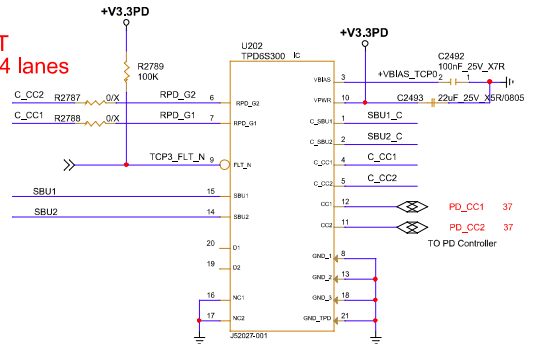 +V3.3PD
+V3.3PD
T
4 lanes
R2789
100K
U202
TPD6S300
IC
C2492
100nF_25V_X7R
VBIAS
3
+VBIAS_TCP0
2
1
C_CC2
R2787
0/X
RPD_G2
6
RPD_G2
VPWR
10
C2493
22uF_25V_X5R/0805
C_CC1
R2788
0/X
RPD_G1
7
RPD_G1
C_SBU1
1
SBU1_C
C_SBU2
2
SBU2_C
TCP3_FLT_N
9
FLT_N
C_CC1
4
C_CC1
C_CC2
5
C_CC2
SBU1
15
SBU1
CC1
12
PD_CC1
37
SBU2
14
SBU2
CC2
11
PD_CC2
37
TO PD Controller
20
D1
19
D2
GND_1
8
GND_2
13
16
NC1
GND_3
18
17
NC2
GND_TPD
21
J52027-001